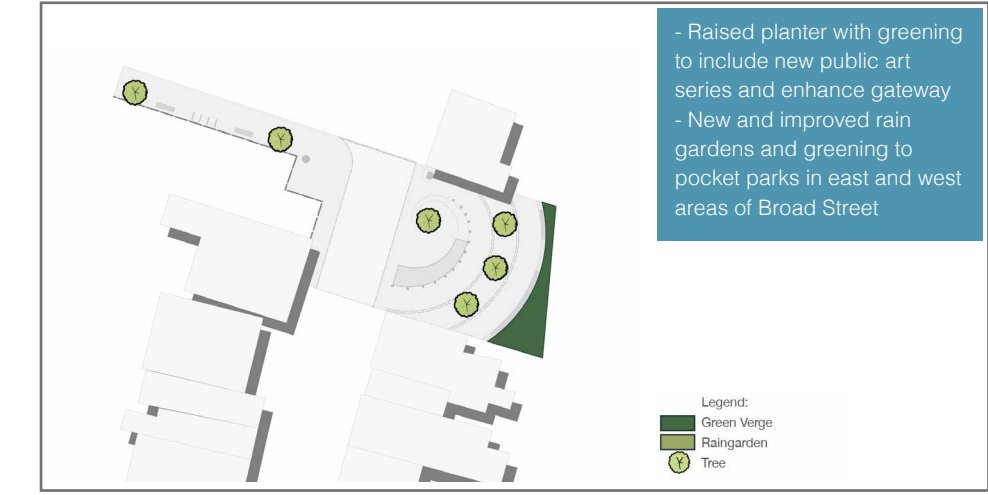 - Raised planter with greening
to include new public art
series and enhance gateway
- New and improved rain
gardens and greening to
pocket parks in east and west
areas of Broad Street
Legend:
Green Verge
Raingarden
Tree